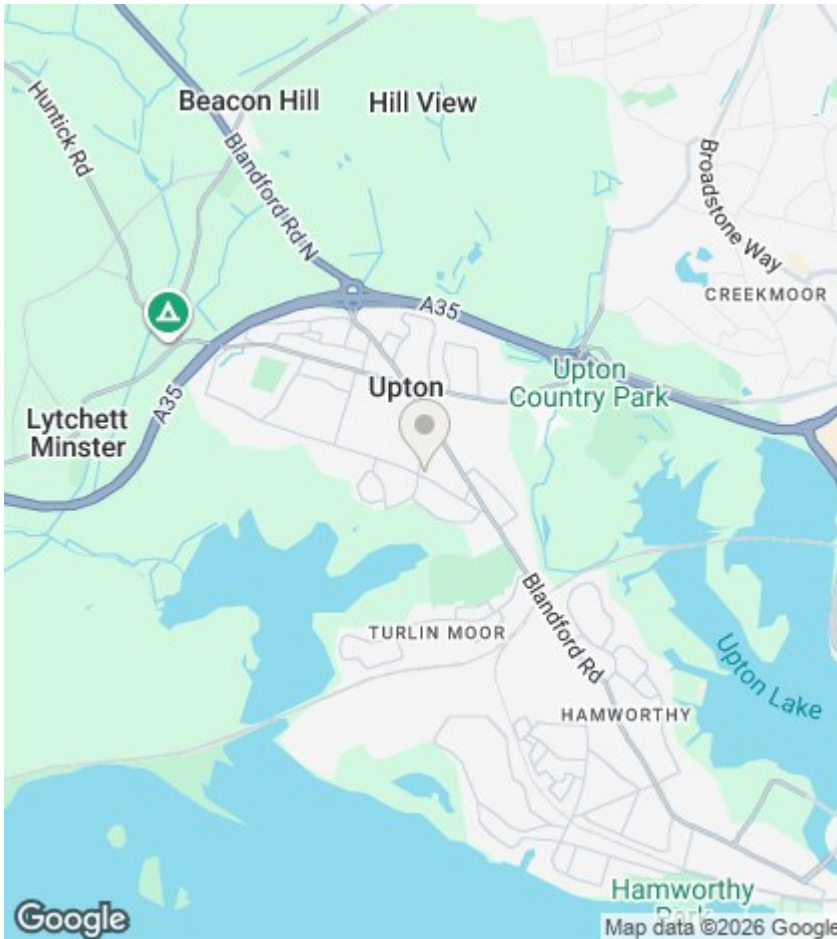 Huntick Rd
Beacon Hill
Hill View
Blandford Rd N
Broadstone Way
CREEKMOOR
A35
Upton
Upton
Country Park
Lytchett
Minster
A35
TURLIN MOOR
Blandford Rd
Upton Lake
HAMWORTHY
Hamworthy
Park
Google
Map data ©2026 Google